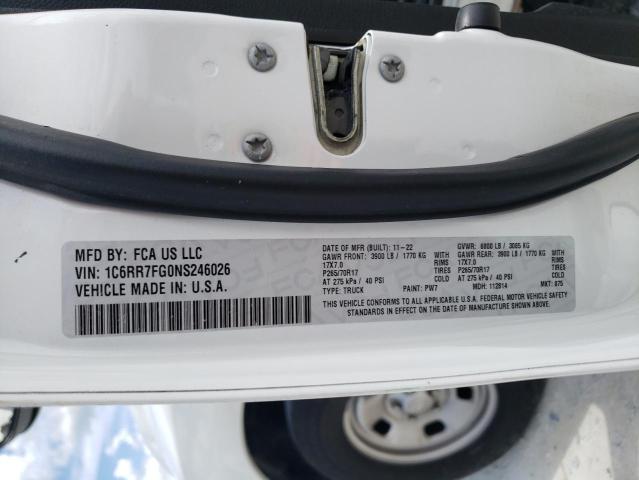 MFD BY: FCA US LLC
VIN: 1C6RR7FG0NS246026
VEHICLE MADE IN: U.S.A.
DATE OF MFR (BUILT): 11-22
GAWR FRONT: 3900 LB / 1770 KG WITH
17X7.0 RIMS
P265/70R17 TIRES
AT 275 kPa / 40 PSI COLD
TYPE: TRUCK PAINT: PW7
GVWR: 6800 LB / 3085 KG
GAWR REAR: 3900 LB / 1770 KG WITH
17X7.0 RIMS
P265/70R17 TIRES
AT 275 kPa / 40 PSI COLD
MDH: 112814 MKT: 075
THIS VEHICLE CONFORMS TO ALL APPLICABLE U.S.A. FEDERAL MOTOR VEHICLE SAFETY
STANDARDS IN EFFECT ON THE DATE OF MANUFACTURE SHOWN ABOVE.